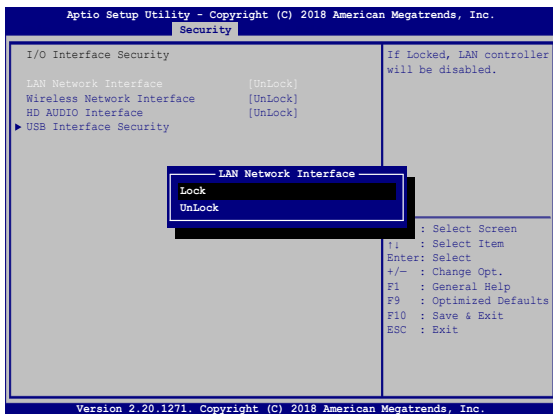 Aptio Setup Utility - Copyright (C) 2018 American Megatrends, Inc.
Security
I/O Interface Security
LAN Network Interface [UnLock]
Wireless Network Interface [UnLock]
HD AUDIO Interface [UnLock]
USB Interface Security
If Locked, LAN controller
will be disabled.
LAN Network Interface
Lock
UnLock
: Select Screen
↑↓ : Select Item
Enter: Select
+/— : Change Opt.
F1 : General Help
F9 : Optimized Defaults
F10 : Save & Exit
ESC : Exit
Version 2.20.1271. Copyright (C) 2018 American Megatrends, Inc.